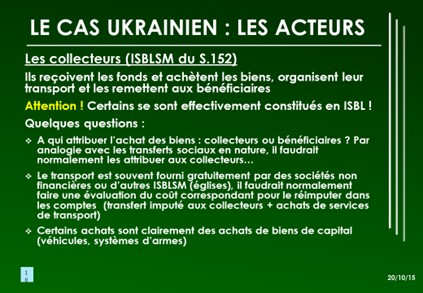 LE CAS UKRAINIEN : LES ACTEURS
Les collecteurs (ISBLSM du S.152)
Ils reçoivent les fonds et achètent les biens, organisent leur
transport et les remettent aux bénéficiaires
Attention ! Certains se sont effectivement constitués en ISBL !
Quelques questions :
A qui attribuer l'achat des biens : collecteurs ou bénéficiaires ? Par
analogie avec les transferts sociaux en nature, il faudrait
normalement les attribuer aux collecteurs…
Le transport est souvent fourni gratuitement par des sociétés non
financières ou d'autres ISBLSM (églises), il faudrait normalement
faire une évaluation du coût correspondant pour le réimputer dans
les comptes (transfert imputé aux collecteurs + achats de services
de transport)
Certains achats sont clairement des achats de biens de capital
(véhicules, systèmes d'armes)
20/10/15